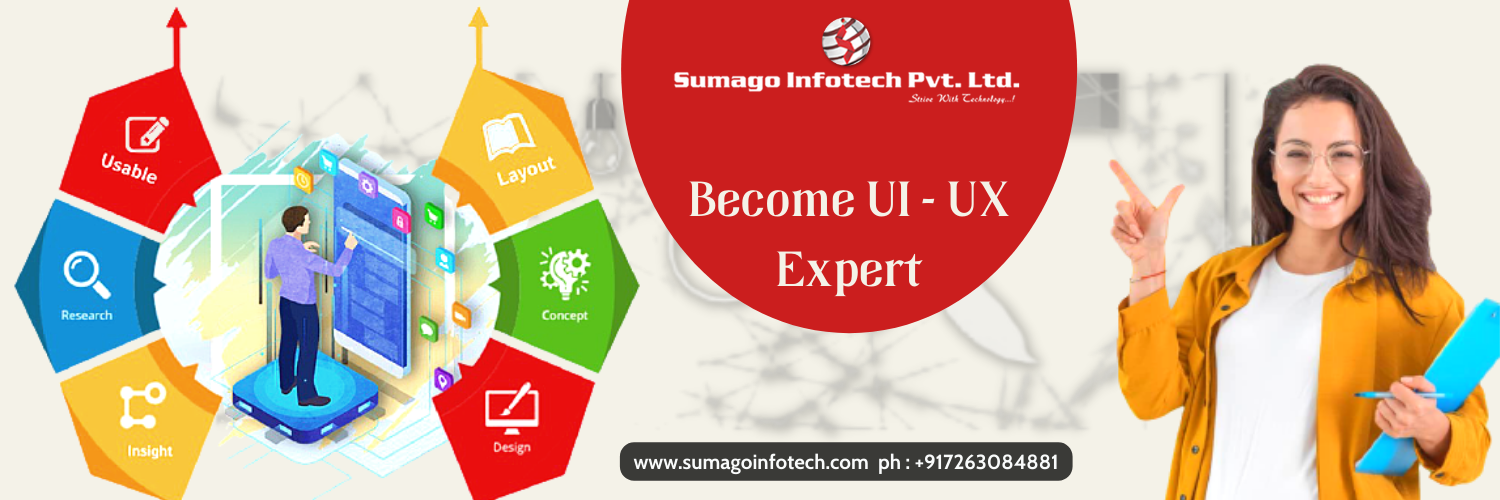 Usable
Research
Insight
Layout
Concept
Design
Sumago Infotech Pvt. Ltd.
Strive With Technology...!
Become UI - UX
Expert
www.sumagoinfotech.com ph : +917263084881